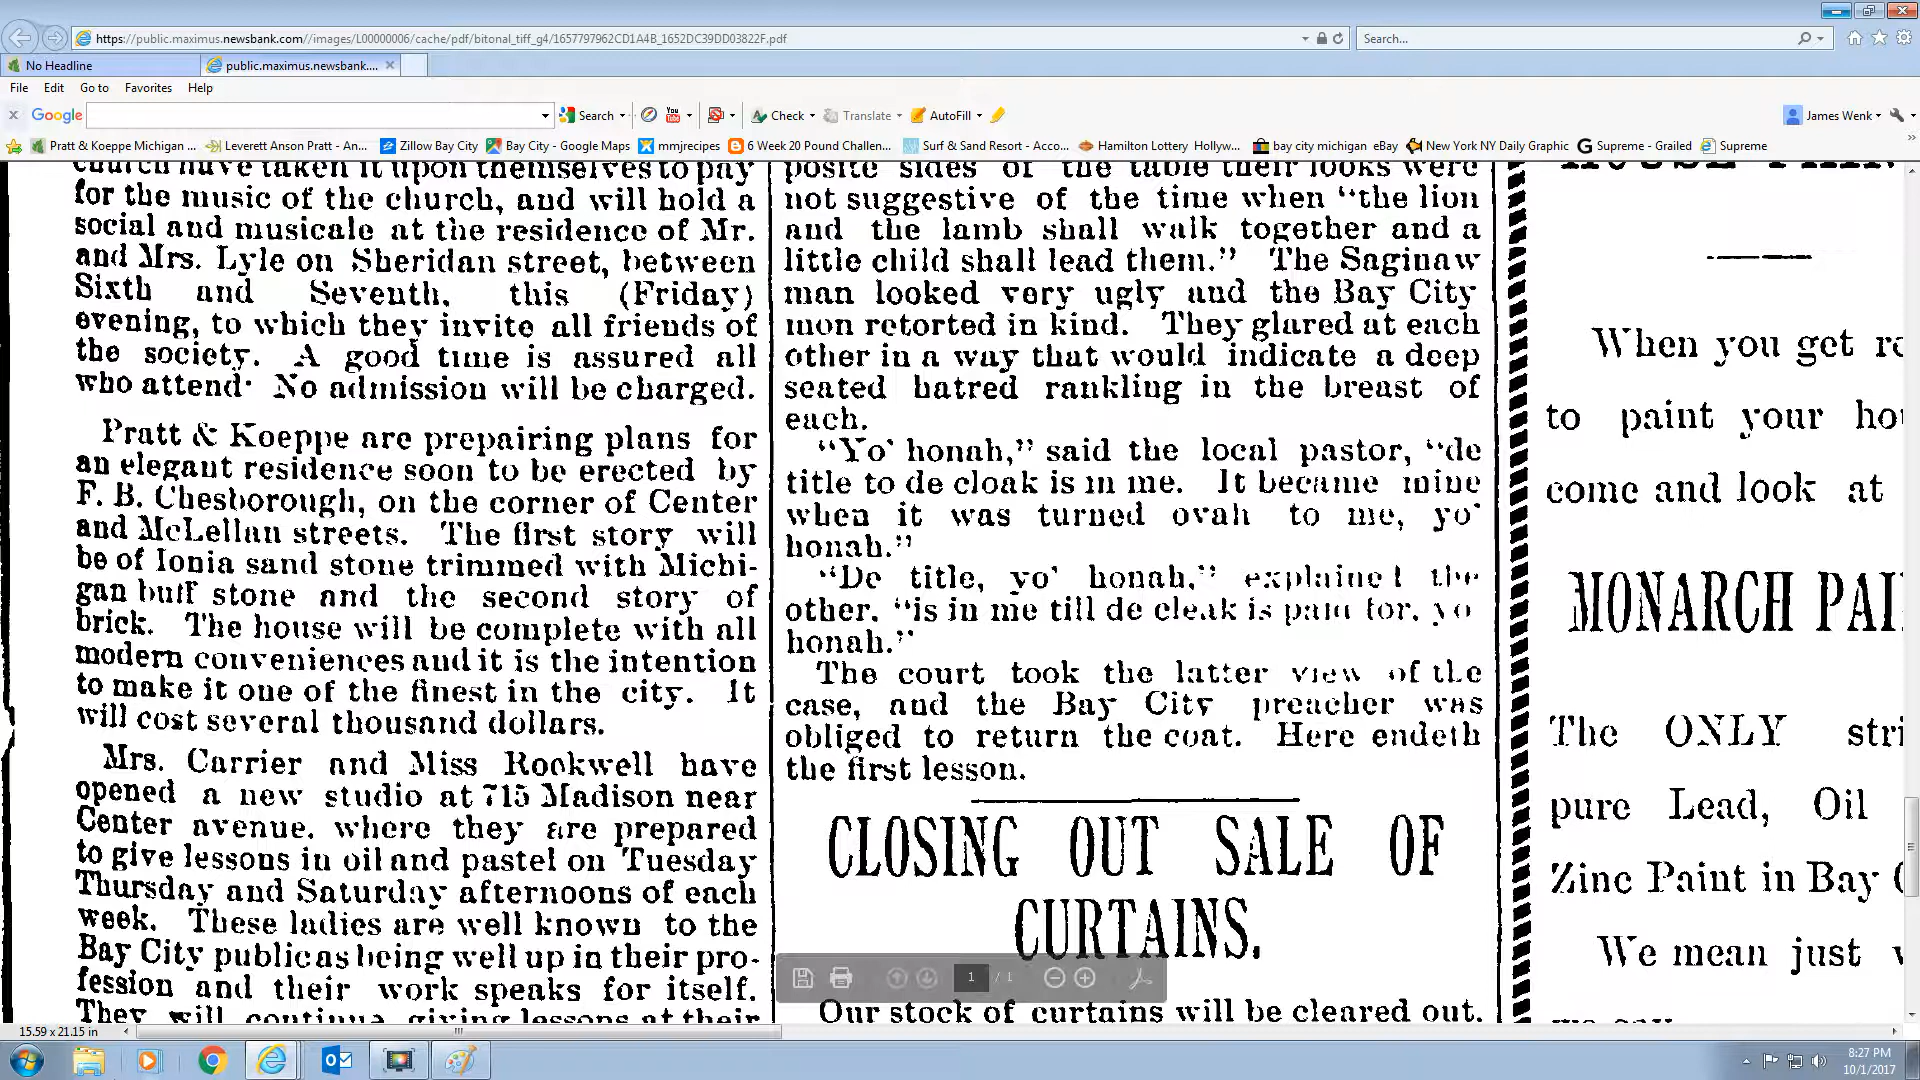 https://public.maximus.newsbank.com//images/L00000006/cache/pdf/bitonal_tiff_g4/1657797962CD1A4B_1652DC39DD03822F.pdf
Search...
No Headline
public.maximus.newsbank....
File Edit Go to Favorites Help
Google
Search
Check
Translate
AutoFill
James Wenk
Pratt & Koeppe Michigan ...
Leverett Anson Pratt - An...
Zillow Bay City
Bay City - Google Maps
mmjrecipes
6 Week 20 Pound Challen...
Surf & Sand Resort - Acco...
Hamilton Lottery Hollyw...
bay city michigan eBay
New York NY Daily Graphic
Supreme - Grailed
Supreme
church have taken it upon themselves to pay
for the music of the church, and will hold a
social and musicale at the residence of Mr.
and Mrs. Lyle on Sheridan street, between
Sixth and Seventh, this (Friday)
evening, to which they invite all friends of
the society. A good time is assured all
who attend. No admission will be charged.
Pratt & Koeppe are prepairing plans for
an elegant residence soon to be erected by
F. B. Chesborough, on the corner of Center
and McLellan streets. The first story will
be of Ionia sand stone trimmed with Michi-
gan buff stone and the second story of
brick. The house will be complete with all
modern conveniences and it is the intention
to make it one of the finest in the city. It
will cost several thousand dollars.
Mrs. Carrier and Miss Rockwell have
opened a new studio at 715 Madison near
Center avenue, where they are prepared
to give lessons in oil and pastel on Tuesday
Thursday and Saturday afternoons of each
week. These ladies are well known to the
Bay City public as being well up in their pro-
fession and their work speaks for itself.
They will continue giving lessons at their
posite sides of the table their looks were
not suggestive of the time when "the lion
and the lamb shall walk together and a
little child shall lead them." The Saginaw
man looked very ugly and the Bay City
mon retorted in kind. They glared at each
other in a way that would indicate a deep
seated hatred rankling in the breast of
each.
"Yo' honah," said the local pastor, "de
title to de cloak is in me. It became mine
when it was turned ovah to me, yo'
honah."
"De title, yo' honah," explained the
other, "is in me till de cloak is paid for, yo'
honah."
The court took the latter view of the
case, and the Bay City preacher was
obliged to return the coat. Here endeth
the first lesson.
CLOSING OUT SALE OF
CURTAINS.
Our stock of curtains will be cleared out.
When you get re
to paint your ho
come and look at
MONARCH PAI
The ONLY stri
pure Lead, Oil
Zinc Paint in Bay C
We mean just w
we say
1 / 1
15.59 x 21.15 in
8:27 PM
10/1/2017